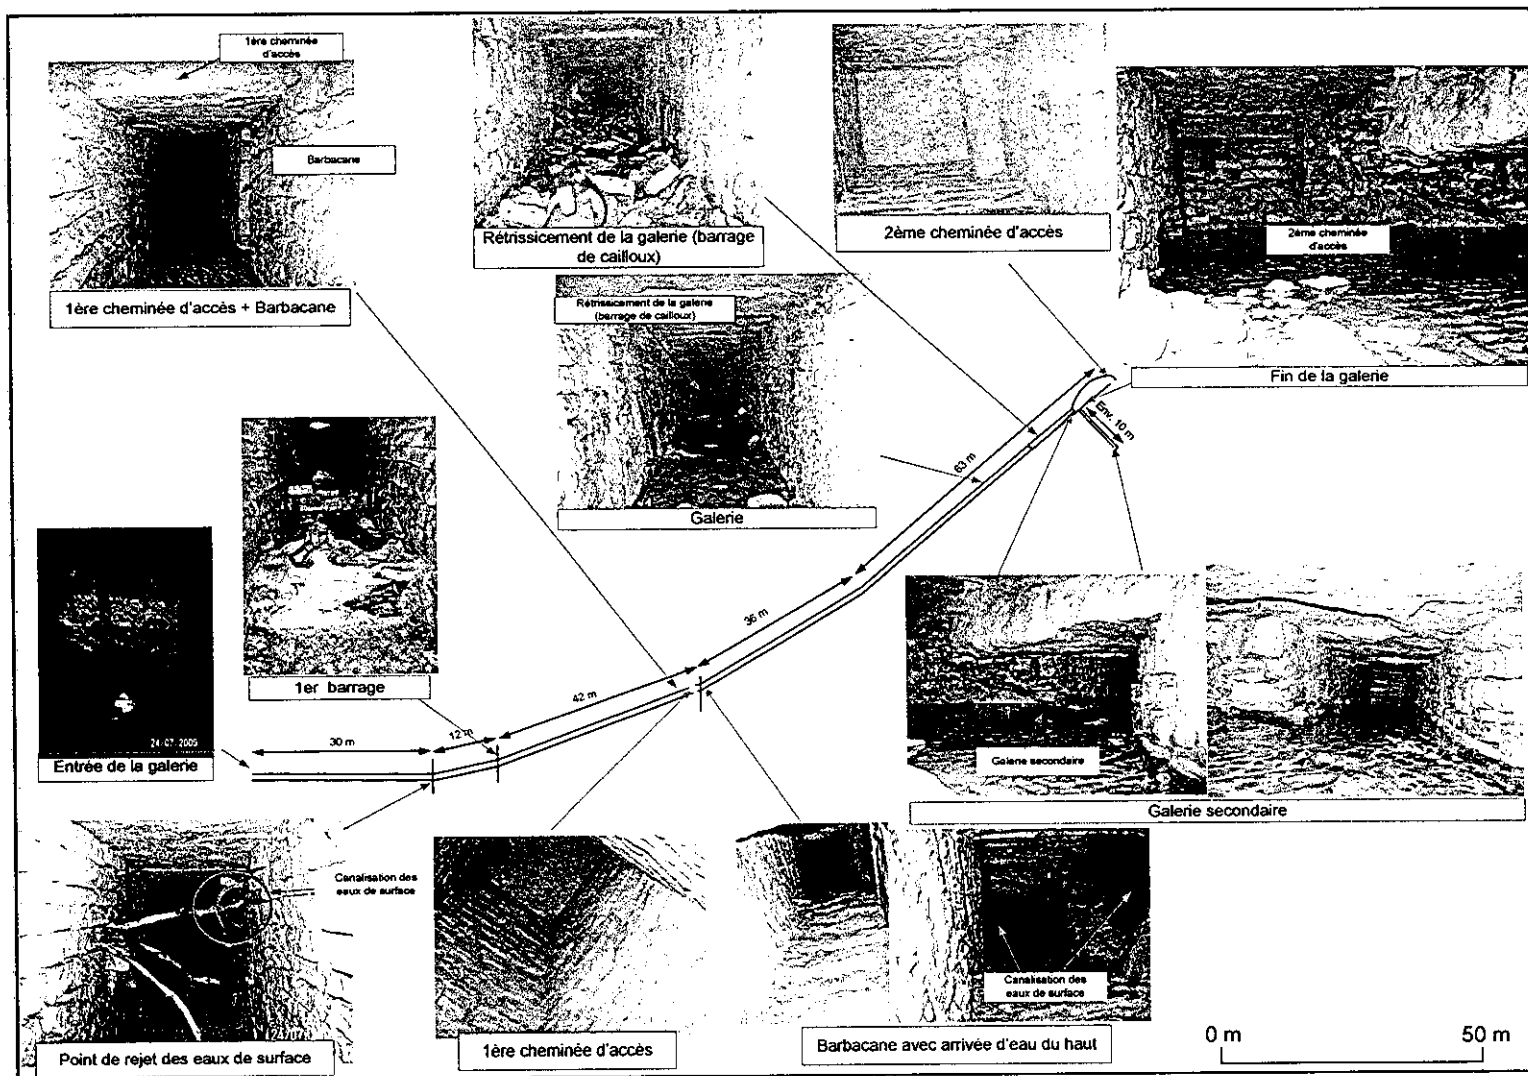 1ère cheminée
d'accès
Barbacane
1ère cheminée d'accès + Barbacane
Rétrissicement de la galerie (barrage
de cailloux)
2ème cheminée d'accès
2ème cheminée
d'accès
Fin de la galerie
Rétrissicement de la galerie
(barrage de cailloux)
Galerie
Env. 10 m
63 m
36 m
42 m
12 m
30 m
1er barrage
24/07/2005
Entrée de la galerie
Galerie secondaire
Galerie secondaire
Canalisation des
eaux de surface
Point de rejet des eaux de surface
1ère cheminée d'accès
Canalisation des
eaux de surface
Barbacane avec arrivée d'eau du haut
0 m
50 m